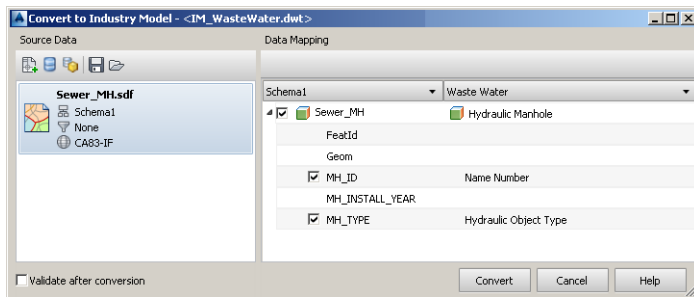 Convert to Industry Model - <IM_WasteWater.dwt>
Source Data
Data Mapping
Sewer_MH.sdf
Schema1
None
CA83-IF
Schema1 Waste Water
Sewer_MH Hydraulic Manhole
FeatId
Geom
MH_ID Name Number
MH_INSTALL_YEAR
MH_TYPE Hydraulic Object Type
Validate after conversion
Convert Cancel Help